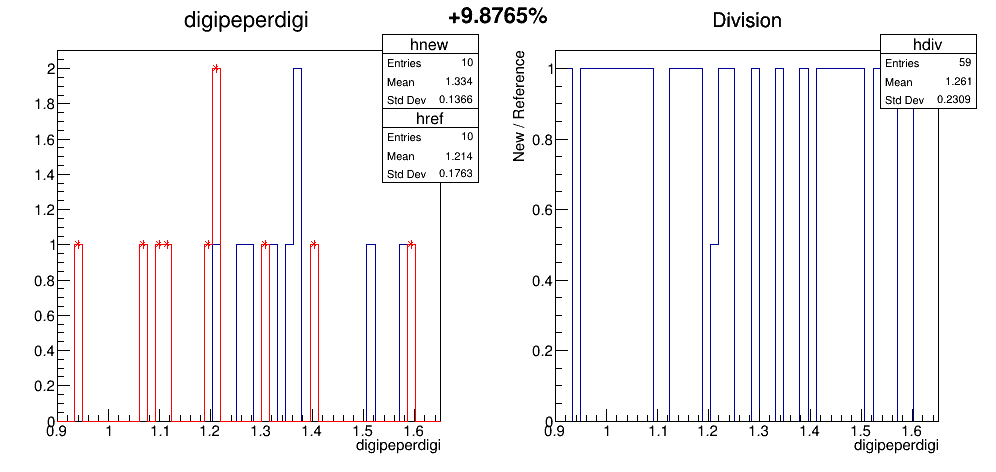 +9.8765%
digipeperdigi
hnew
Entries 10
Mean 1.334
Std Dev 0.1366
href
Entries 10
Mean 1.214
Std Dev 0.1763
2
1.8
1.6
1.4
1.2
1
0.8
0.6
0.4
0.2
0
0.9 1 1.1 1.2 1.3 1.4 1.5 1.6
digipeperdigi
Division
hdiv
Entries 59
Mean 1.261
Std Dev 0.2309
New / Reference
1
0.8
0.6
0.4
0.2
0
0.9 1 1.1 1.2 1.3 1.4 1.5 1.6
digipeperdigi